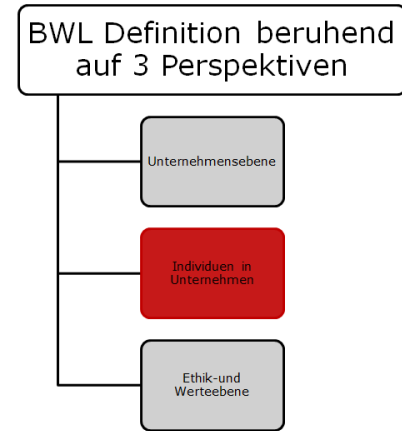 BWL Definition beruhend
auf 3 Perspektiven
Unternehmensebene
Individuen in
Unternehmen
Ethik-und
Werteebene